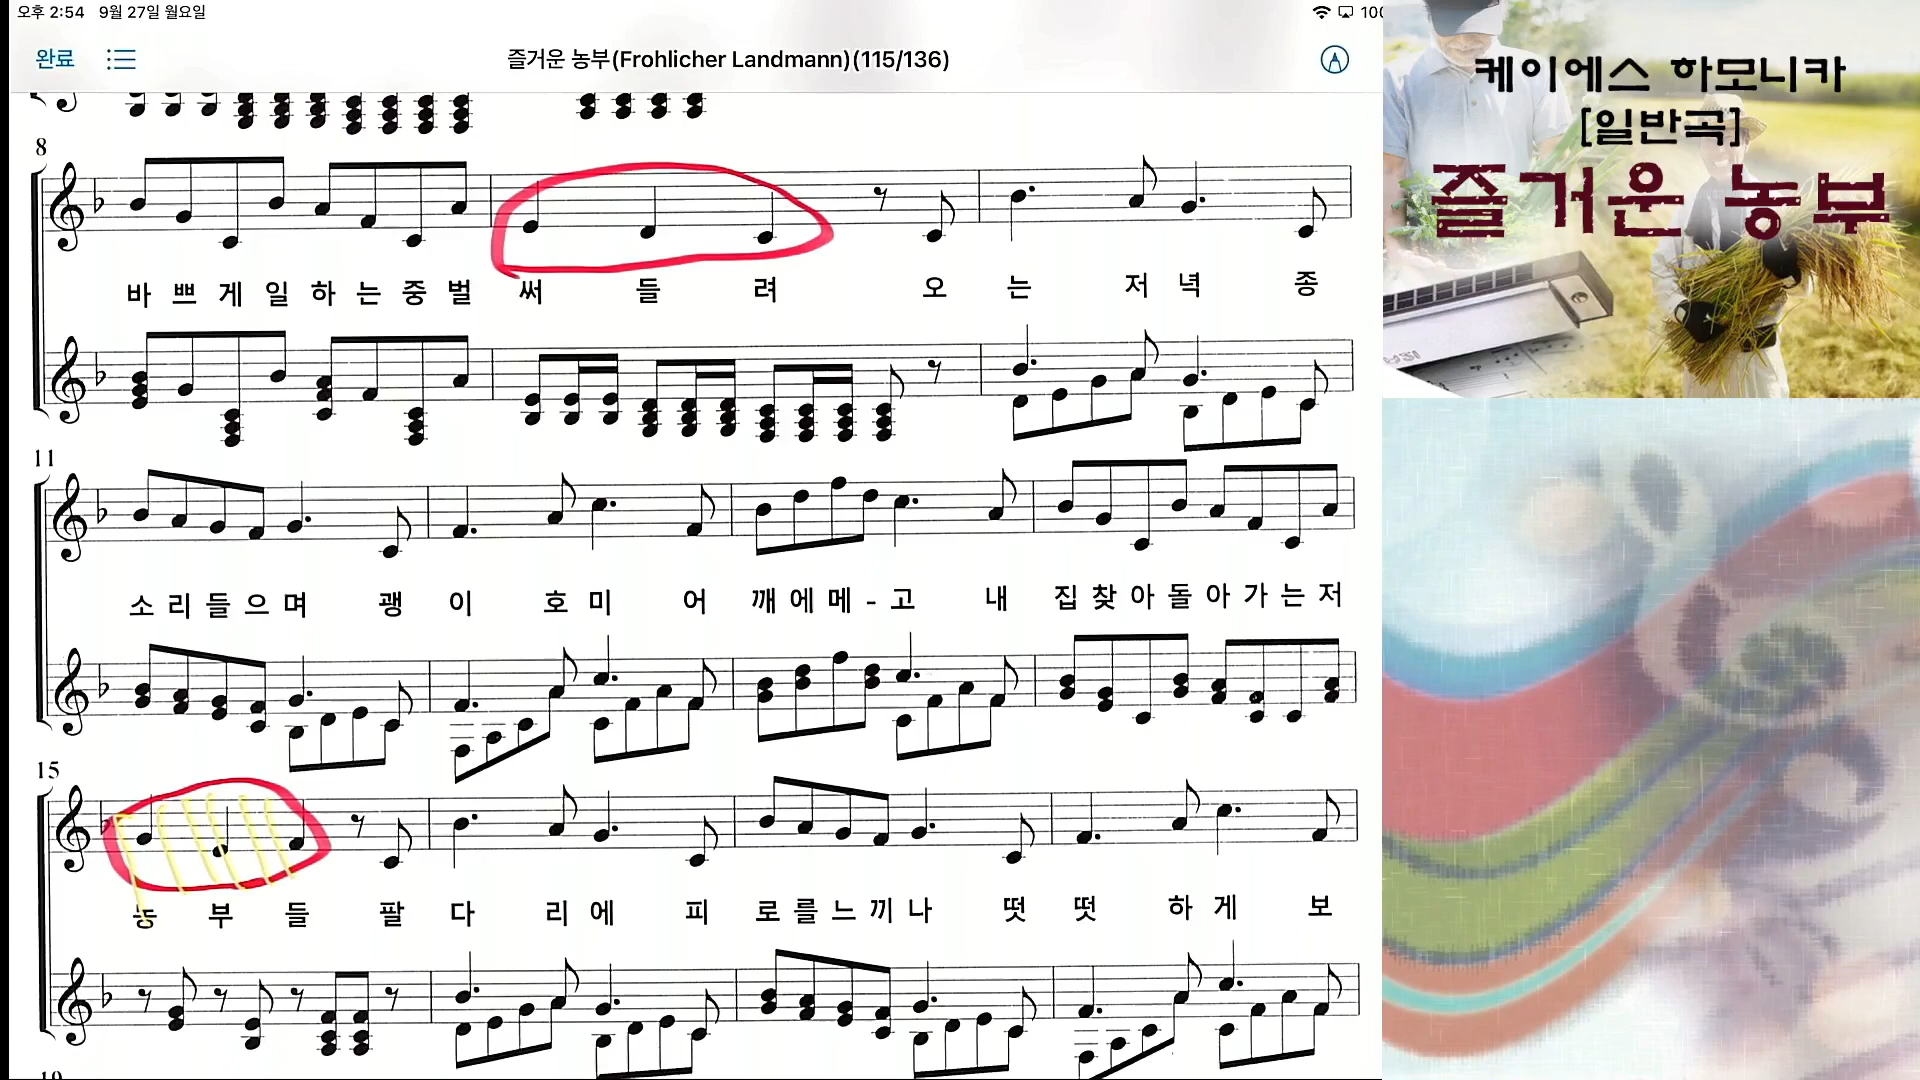 오후 2:54 9월 27일 월요일
완료
즐거운 농부(Frohlicher Landmann)(115/136)
8
바 쁘 게 일 하 는 중 벌 써 들 려 오 는 저 녁 종
11
소 리 들 으 며 괭 이 호 미 어 깨 에 메 - 고 내 집 찾 아 돌 아 가 는 저
15
농 부 들 팔 다 리 에 피 로 를 느 끼 나 떳 떳 하 게 보
케이에스 하모니카
[일반곡]
즐거운 농부